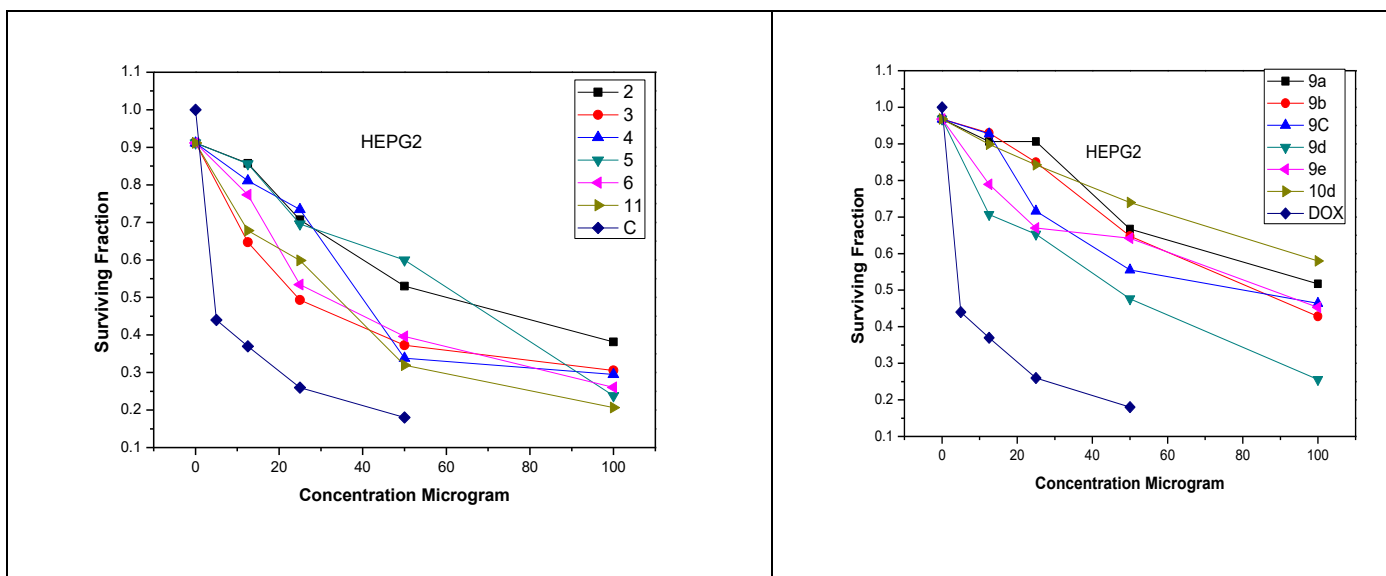 1.1
1.0
0.9
0.8
0.7
0.6
0.5
0.4
0.3
0.2
0.1
Surviving Fraction
HEPG2
2
3
4
5
6
11
C
0 20 40 60 80 100
Concentration Microgram
1.1
1.0
0.9
0.8
0.7
0.6
0.5
0.4
0.3
0.2
0.1
Surviving Fraction
HEPG2
9a
9b
9C
9d
9e
10d
DOX
0 20 40 60 80 100
Concentration Microgram